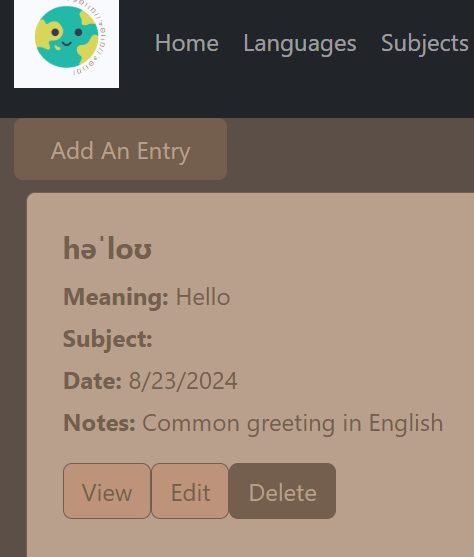 Home Languages Subjects
Add An Entry
həˈloʊ
Meaning: Hello
Subject:
Date: 8/23/2024
Notes: Common greeting in English
View Edit Delete